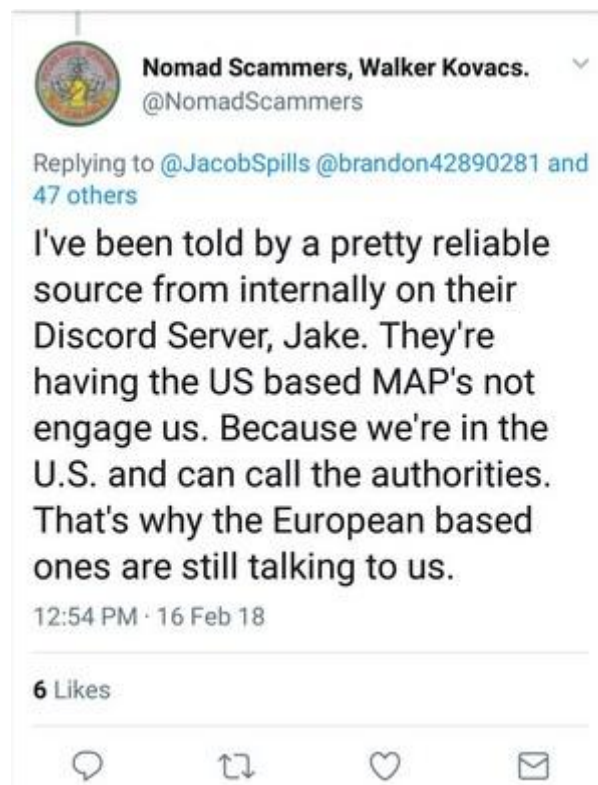 Nomad Scammers, Walker Kovacs.
@NomadScammers
Replying to @JacobSpills @brandon42890281 and
47 others
I've been told by a pretty reliable
source from internally on their
Discord Server, Jake. They're
having the US based MAP's not
engage us. Because we're in the
U.S. and can call the authorities.
That's why the European based
ones are still talking to us.
12:54 PM · 16 Feb 18
6 Likes